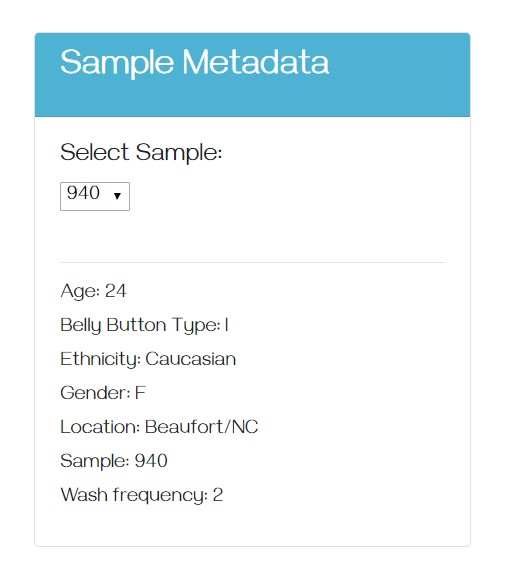 Sample Metadata
Select Sample:
940
Age: 24
Belly Button Type: I
Ethnicity: Caucasian
Gender: F
Location: Beaufort/NC
Sample: 940
Wash frequency: 2